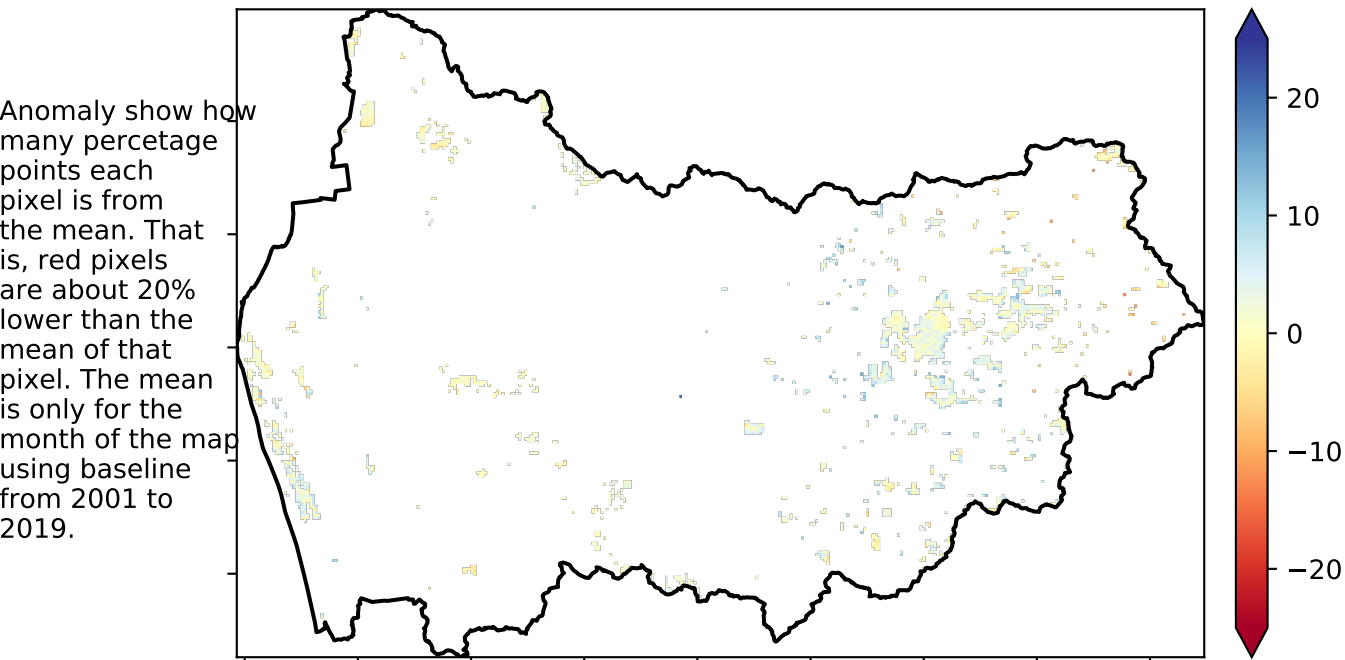 Anomaly show how
many percetage
points each
pixel is from
the mean. That
is, red pixels
are about 20%
lower than the
mean of that
pixel. The mean
is only for the
month of the map
using baseline
from 2001 to
2019.
20
10
0
−10
−20